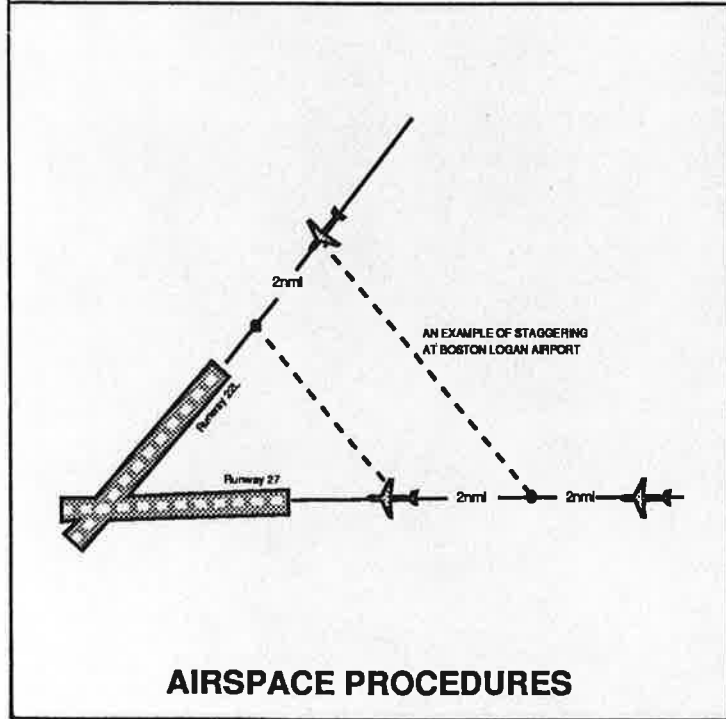 2nmi
AN EXAMPLE OF STAGGERING
AT BOSTON LOGAN AIRPORT
Runway 22L
Runway 27
2nmi
2nmi
AIRSPACE PROCEDURES